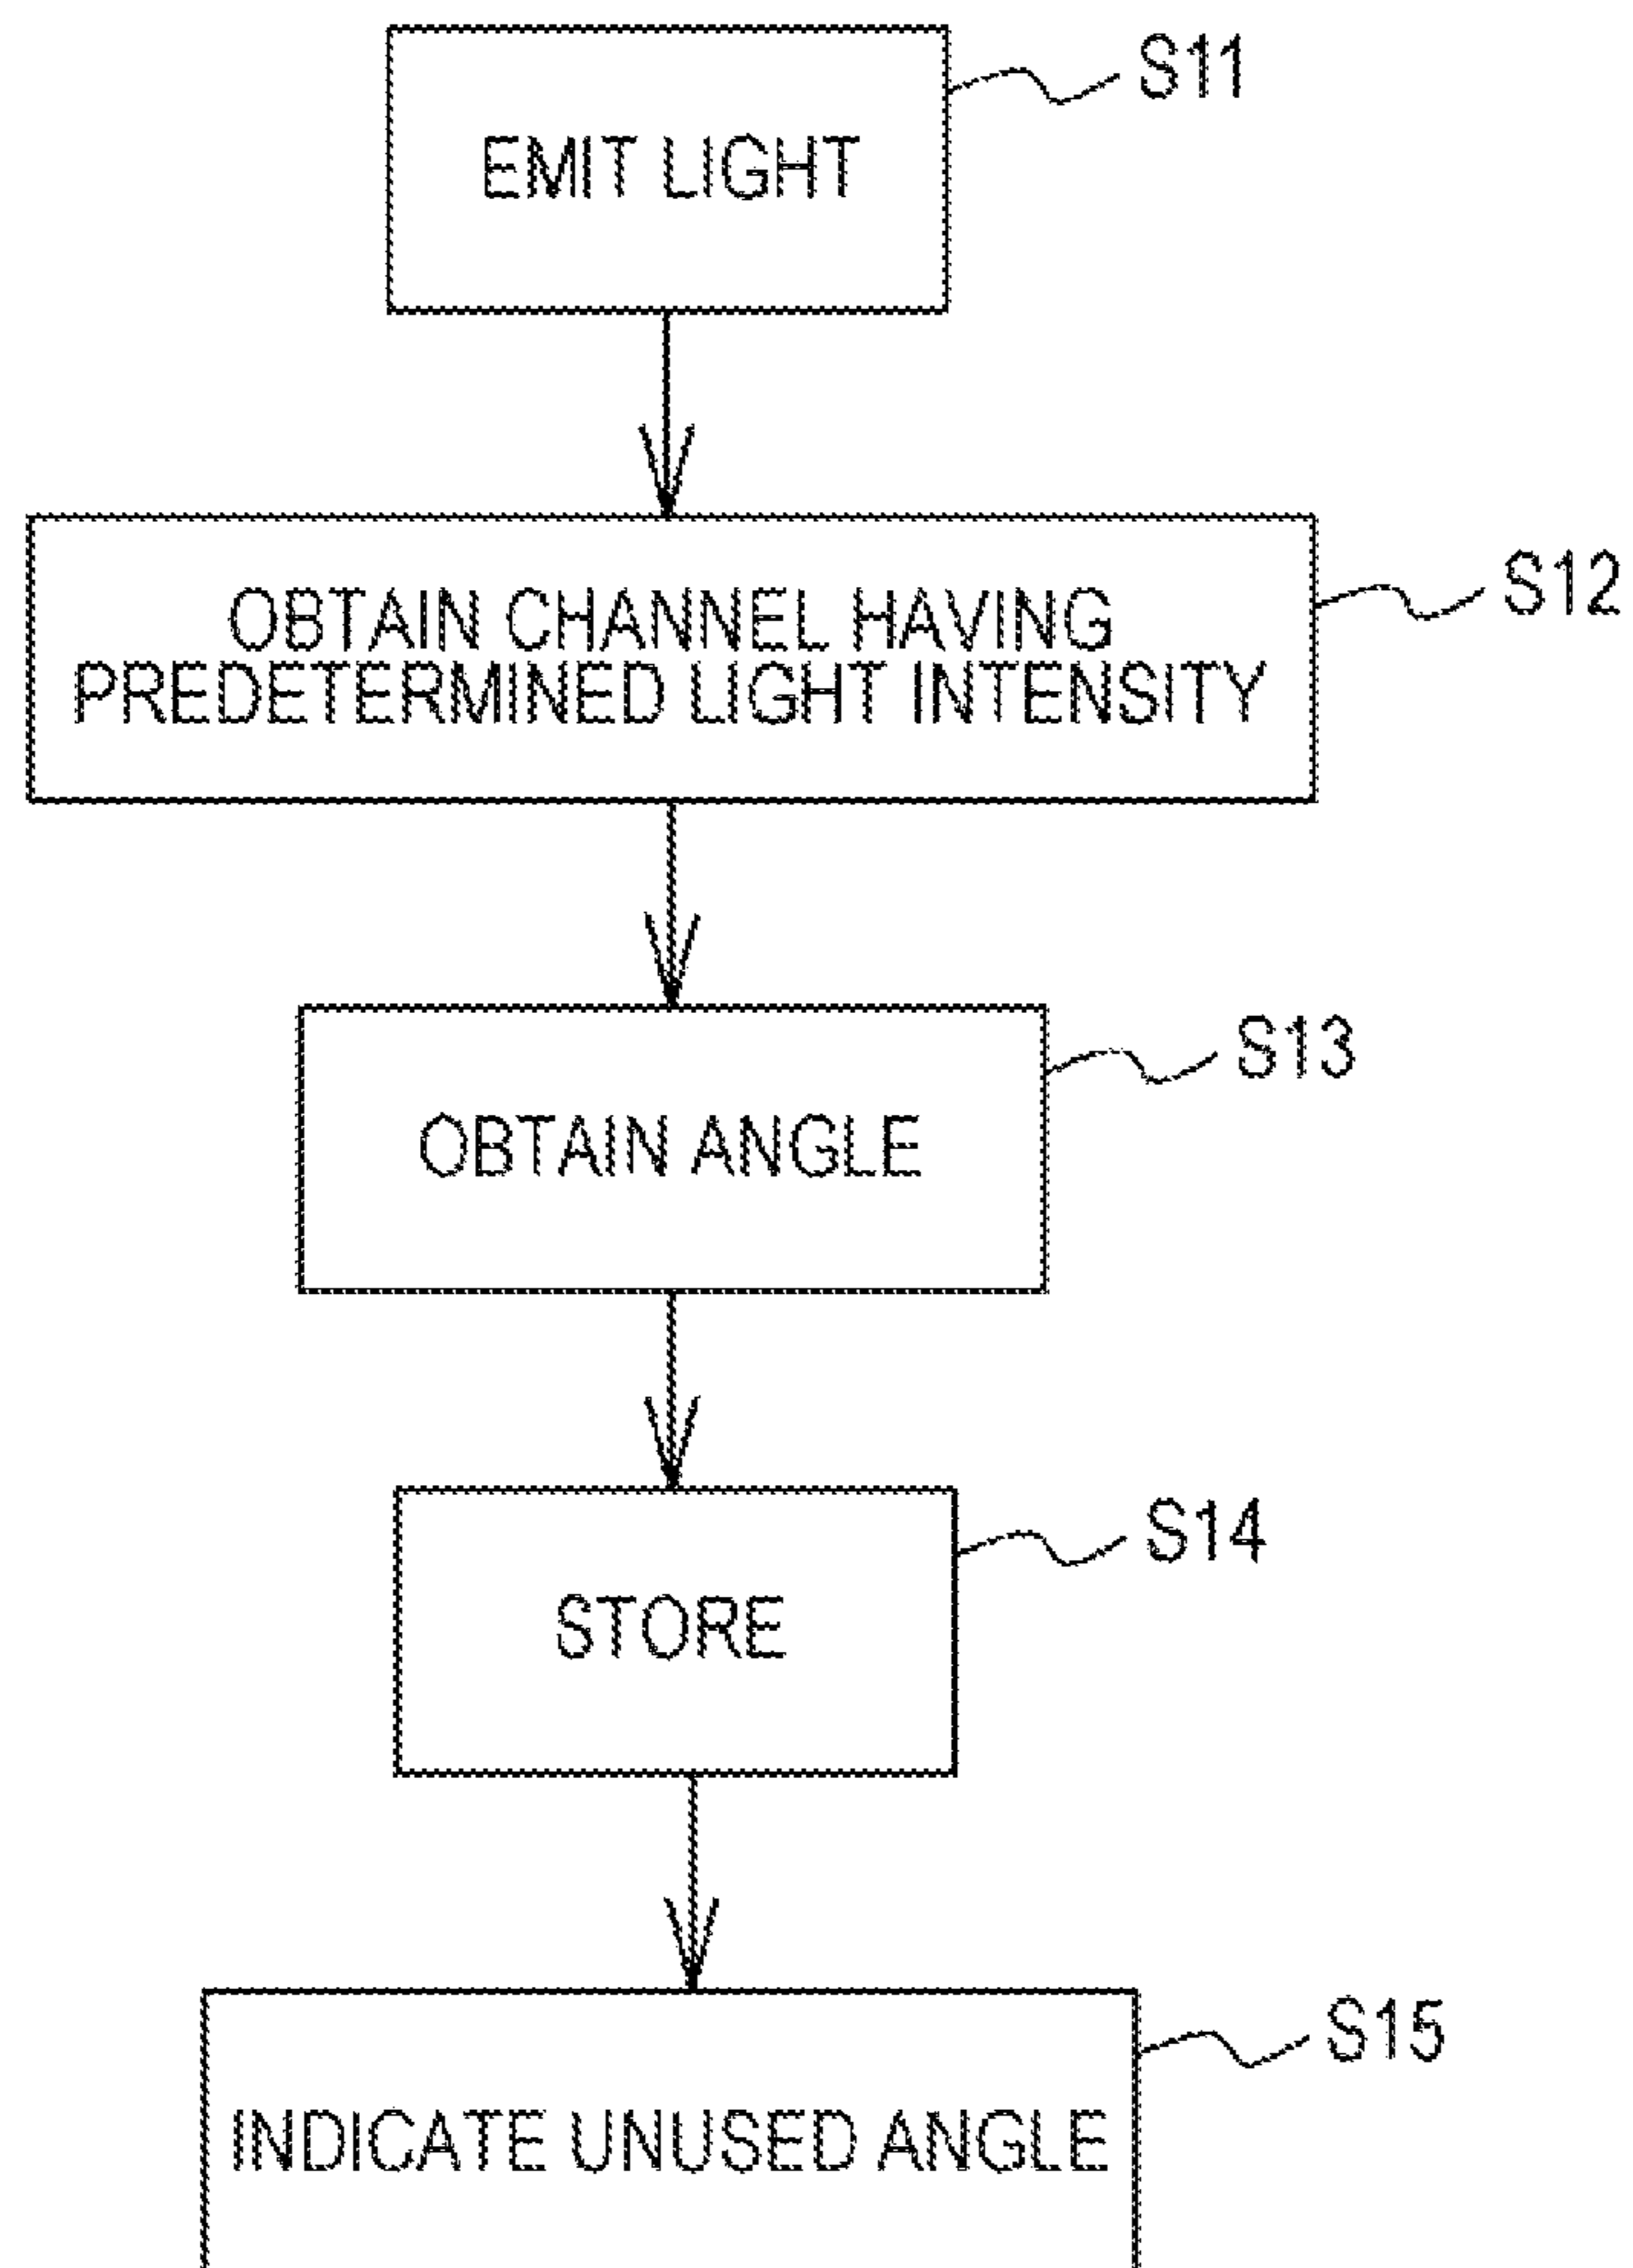 S11
EMIT LIGHT
S12
OBTAIN CHANNEL HAVING
PREDETERMINED LIGHT INTENSITY
S13
OBTAIN ANGLE
S14
STORE
S15
INDICATE UNUSED ANGLE